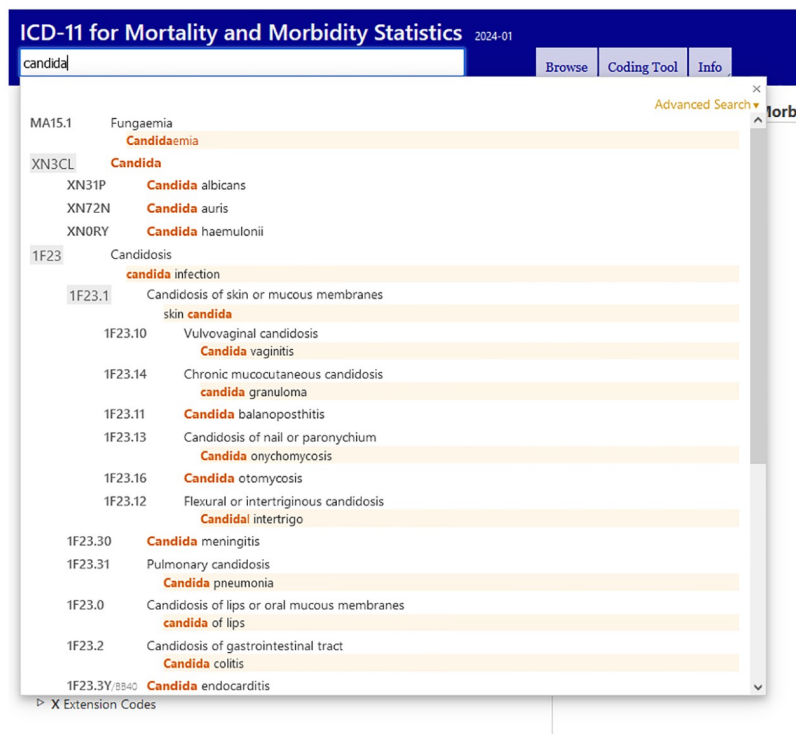 ICD-11 for Mortality and Morbidity Statistics 2024-01
candida
Browse Coding Tool Info
×
Advanced Search ▾
Morb
MA15.1 Fungaemia
Candidaemia
XN3CL Candida
XN31P Candida albicans
XN72N Candida auris
XN0RY Candida haemulonii
1F23 Candidosis
candida infection
1F23.1 Candidosis of skin or mucous membranes
skin candida
1F23.10 Vulvovaginal candidosis
Candida vaginitis
1F23.14 Chronic mucocutaneous candidosis
candida granuloma
1F23.11 Candida balanoposthitis
1F23.13 Candidosis of nail or paronychium
Candida onychomycosis
1F23.16 Candida otomycosis
1F23.12 Flexural or intertriginous candidosis
Candidal intertrigo
1F23.30 Candida meningitis
1F23.31 Pulmonary candidosis
Candida pneumonia
1F23.0 Candidosis of lips or oral mucous membranes
candida of lips
1F23.2 Candidosis of gastrointestinal tract
Candida colitis
1F23.3Y/BB40 Candida endocarditis
X Extension Codes